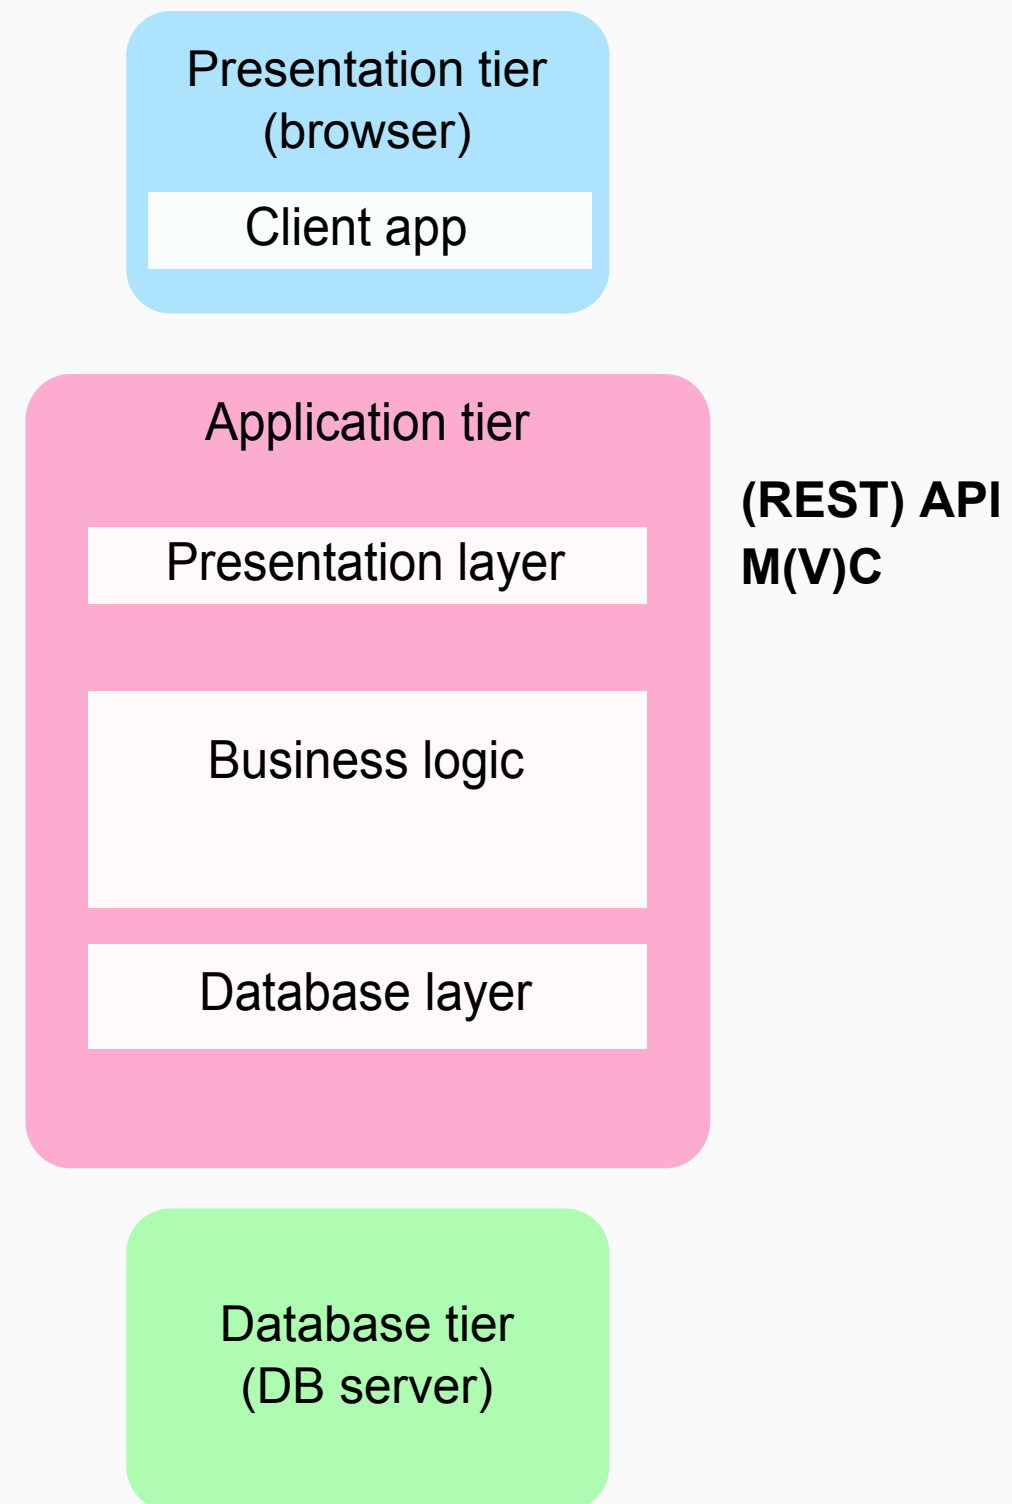 Presentation tier
(browser)
Client app
Application tier
(REST) API
M(V)C
Presentation layer
Business logic
Database layer
Database tier
(DB server)